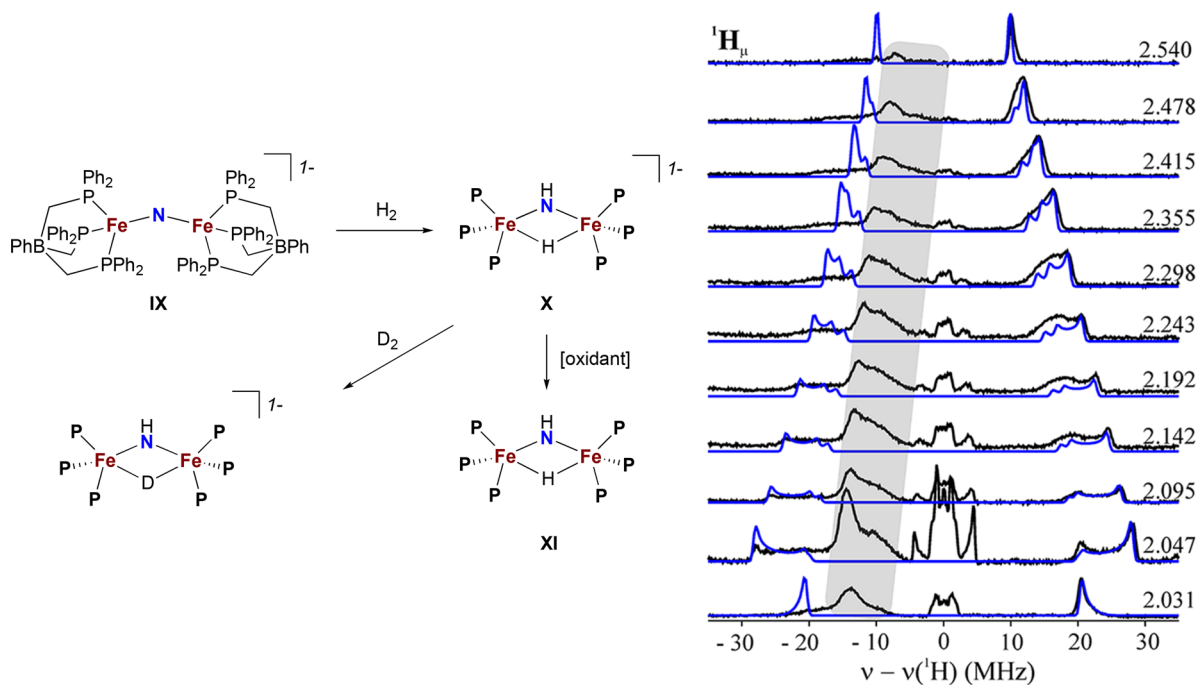 1-
Ph2
P
Ph2
P
Fe
N
Fe
PPh2
PPh2
PhB
BPh
P
Ph2
P
Ph2
IX
H2
1-
H
N
P
P
P
Fe
Fe
P
H
P
P
X
D2
[oxidant]
1-
H
N
P
P
P
Fe
Fe
P
D
P
P
H
N
P
P
P
Fe
Fe
P
H
P
P
XI
1Hμ
2.540
2.478
2.415
2.355
2.298
2.243
2.192
2.142
2.095
2.047
2.031
- 30 - 20 - 10 0 10 20 30
ν – ν(1H) (MHz)